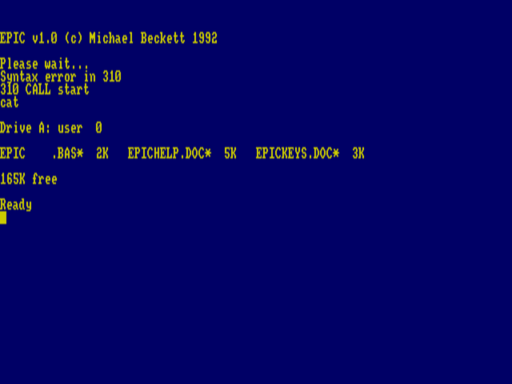 EPIC v1.0 (c) Michael Beckett 1992
Please wait...
Syntax error in 310
310 CALL start
cat
Drive A: user  0
EPIC    .BAS*  2K   EPICHELP.DOC*  5K   EPICKEYS.DOC*  3K
165K free
Ready